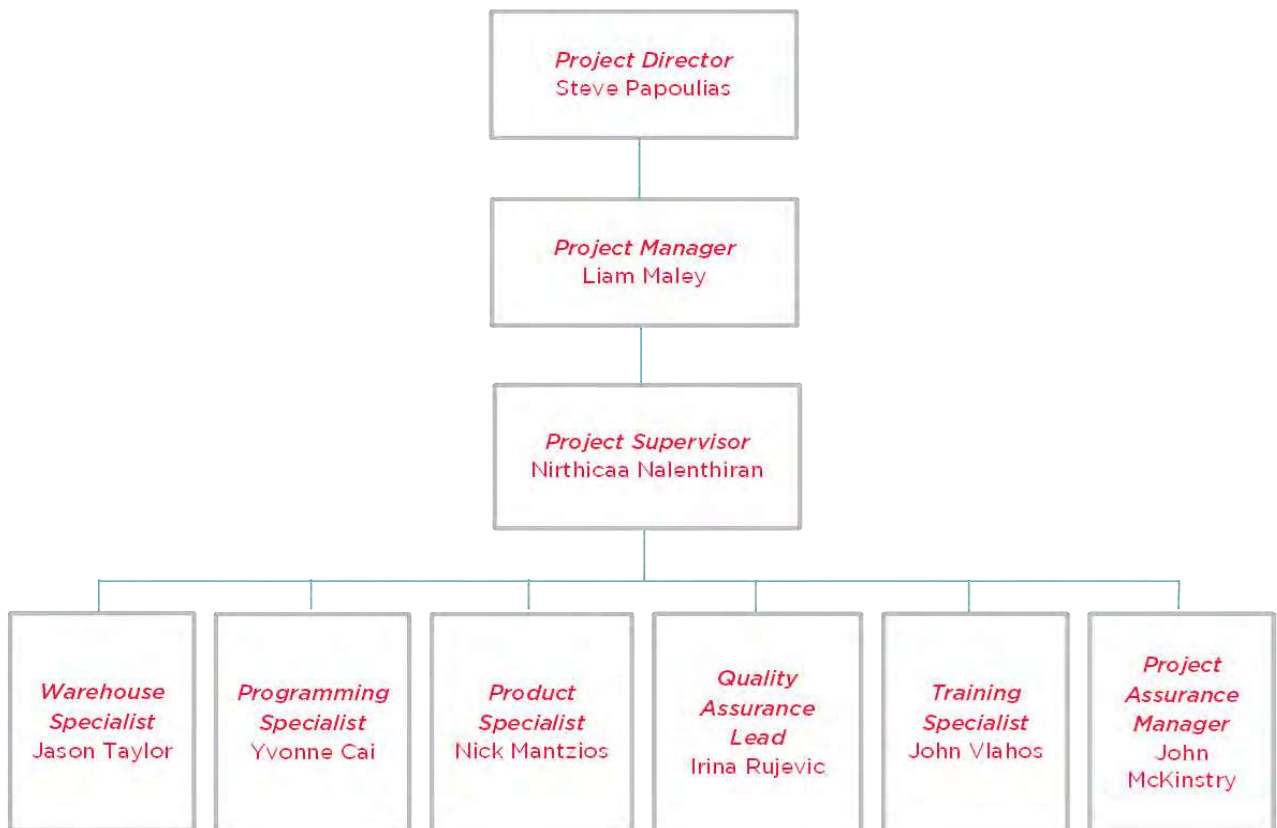 Project Director
Steve Papoulias
Project Manager
Liam Maley
Project Supervisor
Nirthicaa Nalenthiran
Warehouse
Specialist
Jason Taylor
Programming
Specialist
Yvonne Cai
Product
Specialist
Nick Mantzios
Quality
Assurance
Lead
Irina Rujevic
Training
Specialist
John Vlahos
Project
Assurance
Manager
John
McKinstry